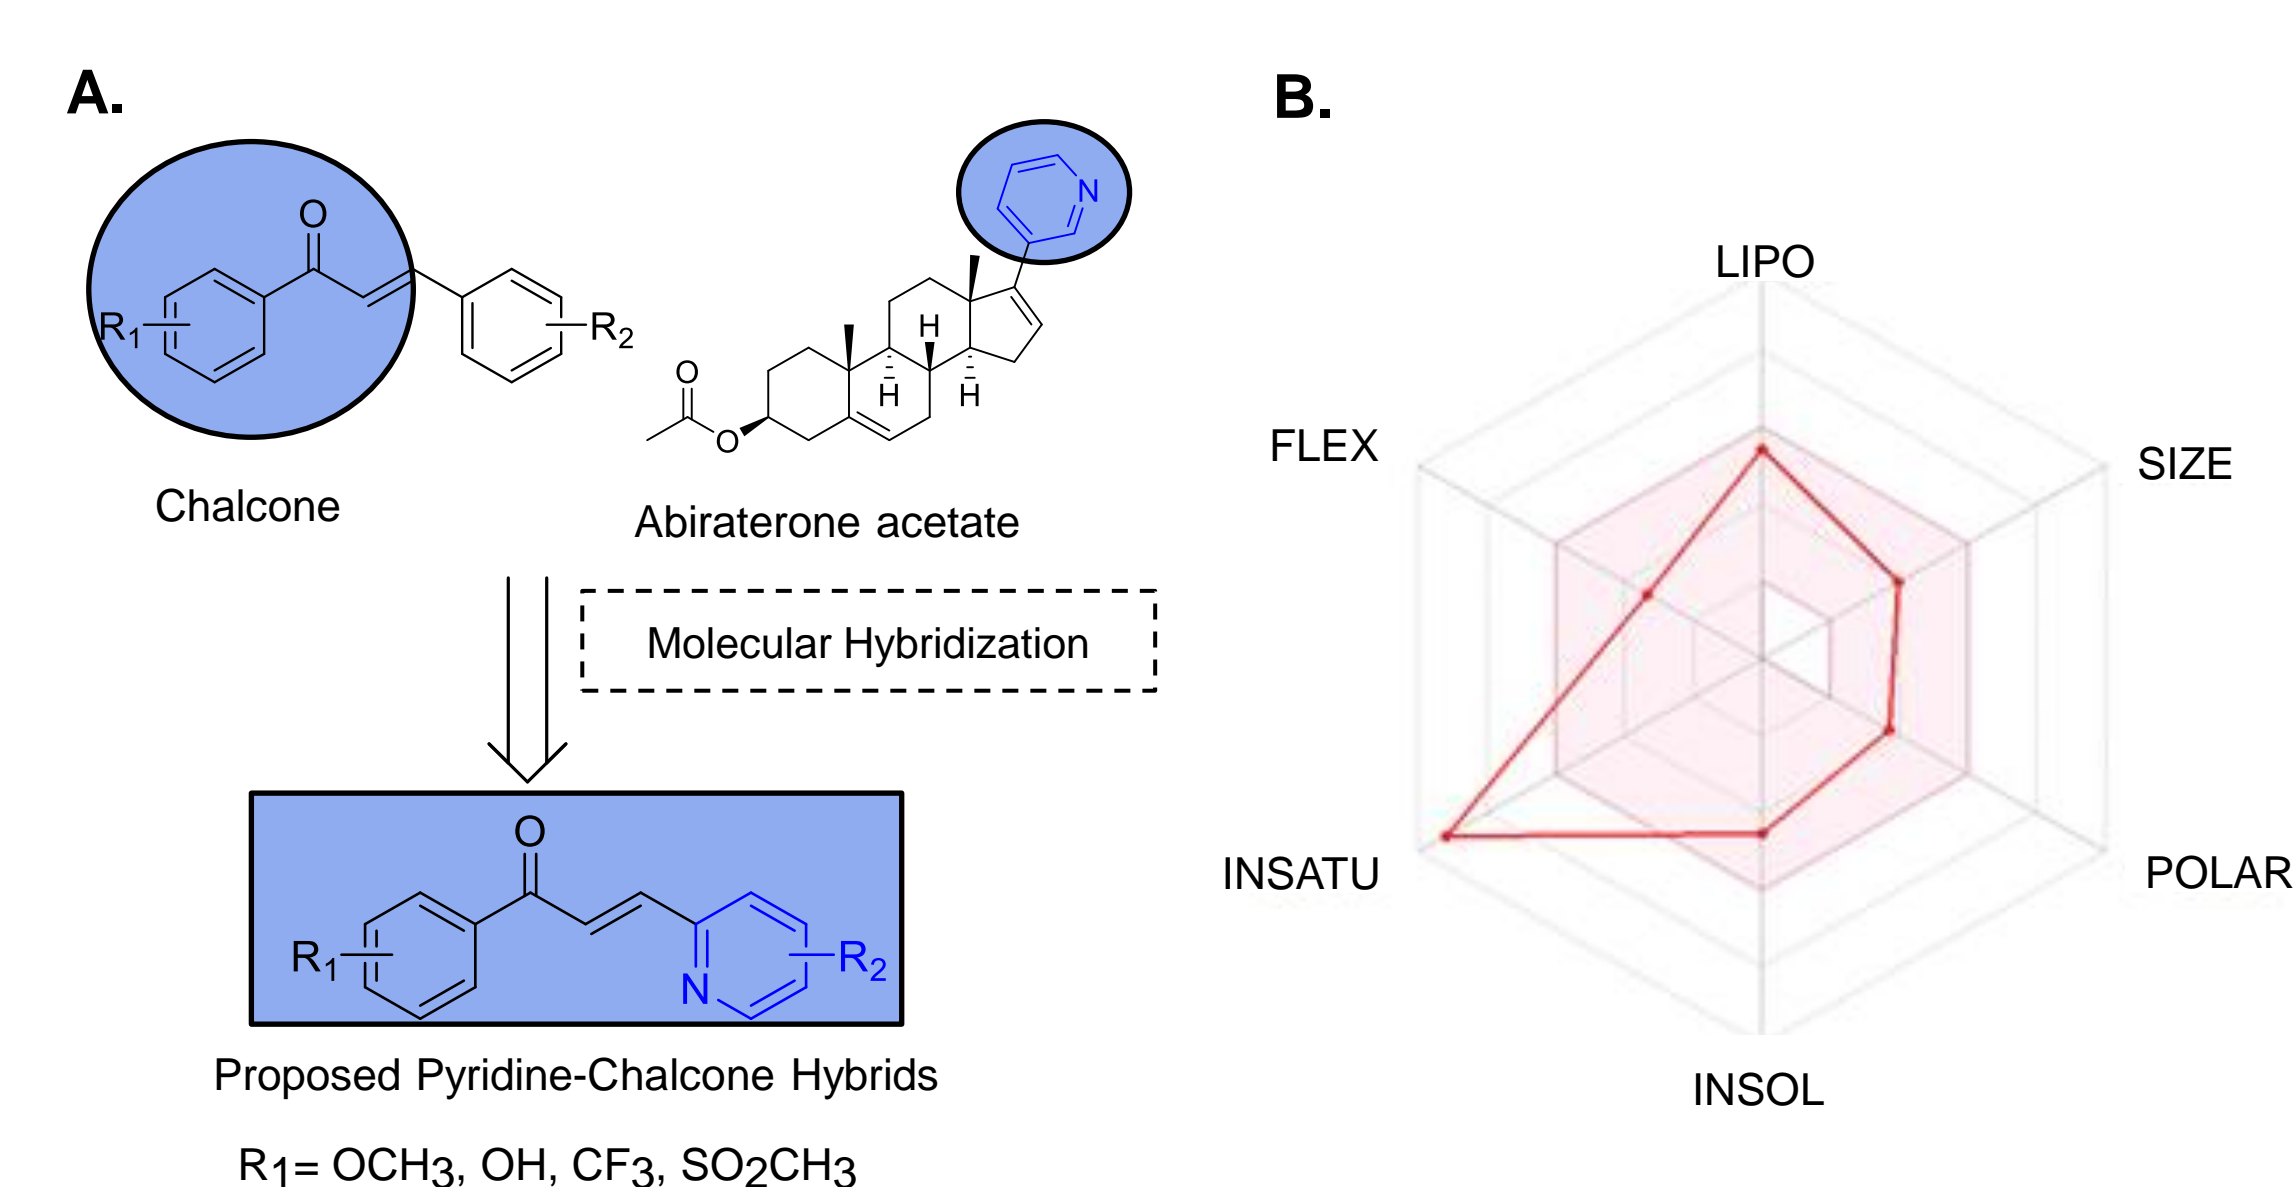 A.
O
R1
R2
Chalcone
N
H
H
H
O
O
Abiraterone acetate
Molecular Hybridization
O
R1
N
R2
Proposed Pyridine-Chalcone Hybrids
R1= OCH3, OH, CF3, SO2CH3
B.
LIPO
FLEX
SIZE
INSATU
POLAR
INSOL